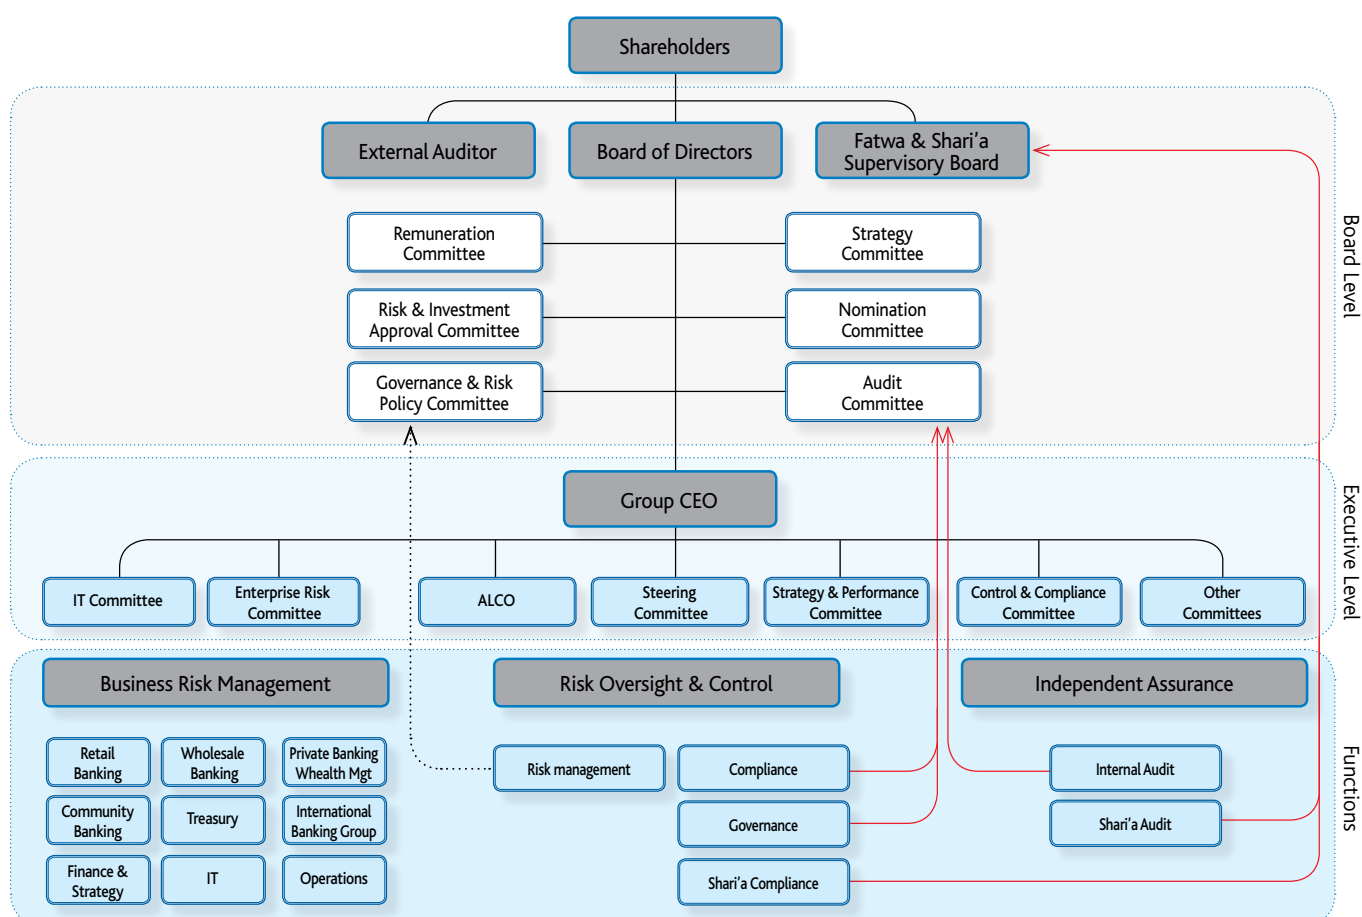 Shareholders
External Auditor
Board of Directors
Fatwa & Shari'a
Supervisory Board
Remuneration
Committee
Strategy
Committee
Risk & Investment
Approval Committee
Nomination
Committee
Governance & Risk
Policy Committee
Audit
Committee
Board Level
Group CEO
IT Committee
Enterprise Risk
Committee
ALCO
Steering
Committee
Strategy & Performance
Committee
Control & Compliance
Committee
Other
Committees
Executive Level
Business Risk Management
Risk Oversight & Control
Independent Assurance
Retail
Banking
Wholesale
Banking
Private Banking
Whealth Mgt
Community
Banking
Treasury
International
Banking Group
Finance &
Strategy
IT
Operations
Risk management
Compliance
Governance
Shari'a Compliance
Internal Audit
Shari'a Audit
Functions